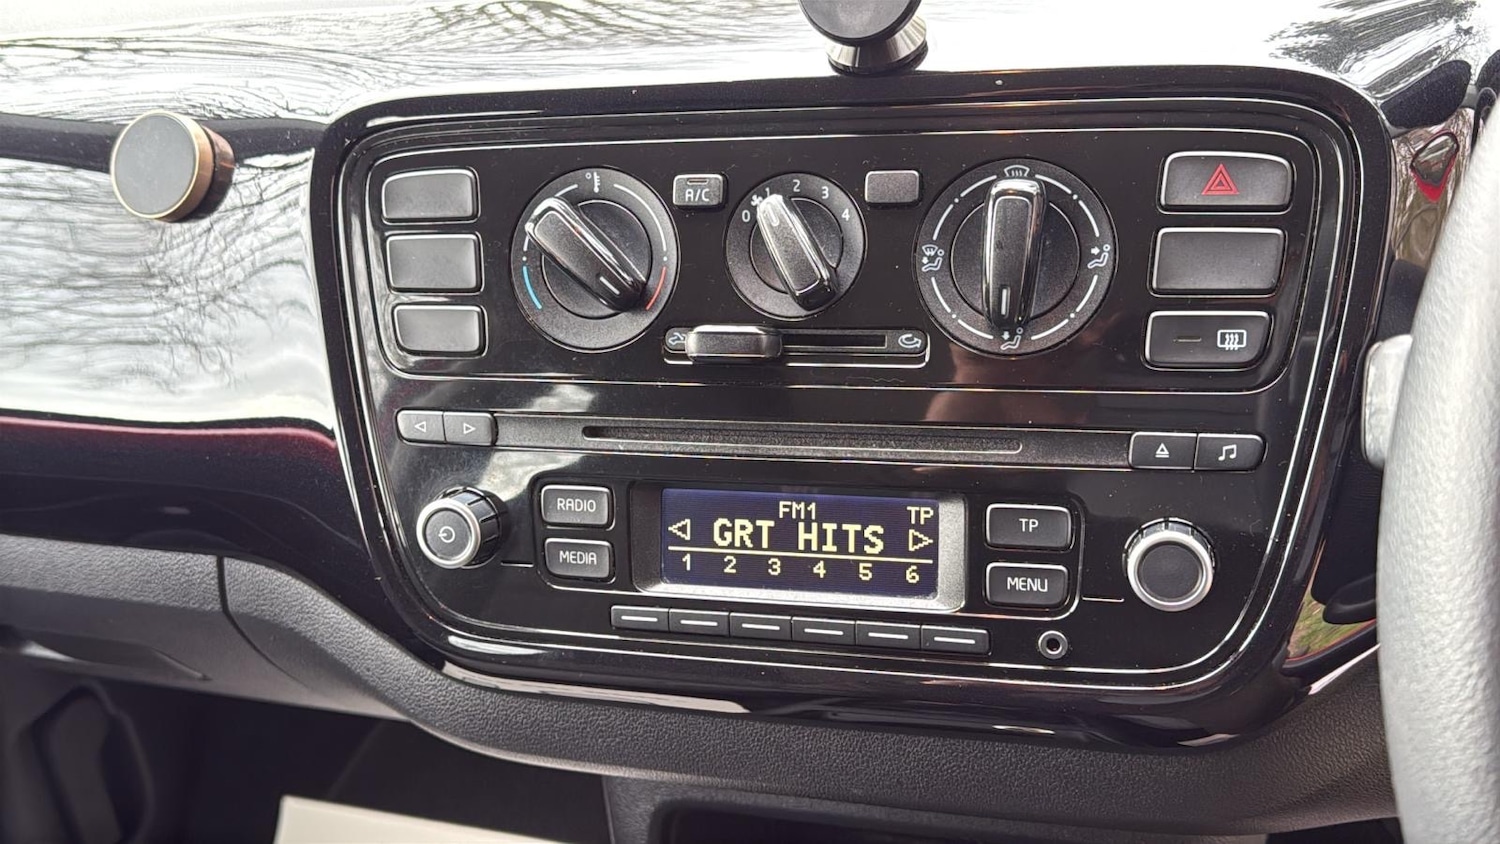 A/C
0 1 2 3 4
RADIO
MEDIA
FM1
TP
GRT HITS
1 2 3 4 5 6
TP
MENU